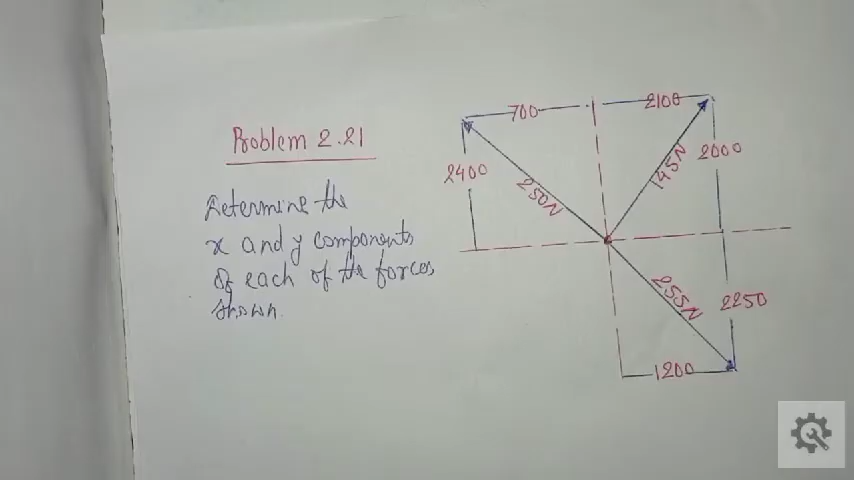 Problem 2.21
Determine the
x and y components
of each of the forces
shown.
700
2100
2400
250N
145N
2000
255N
2250
1200